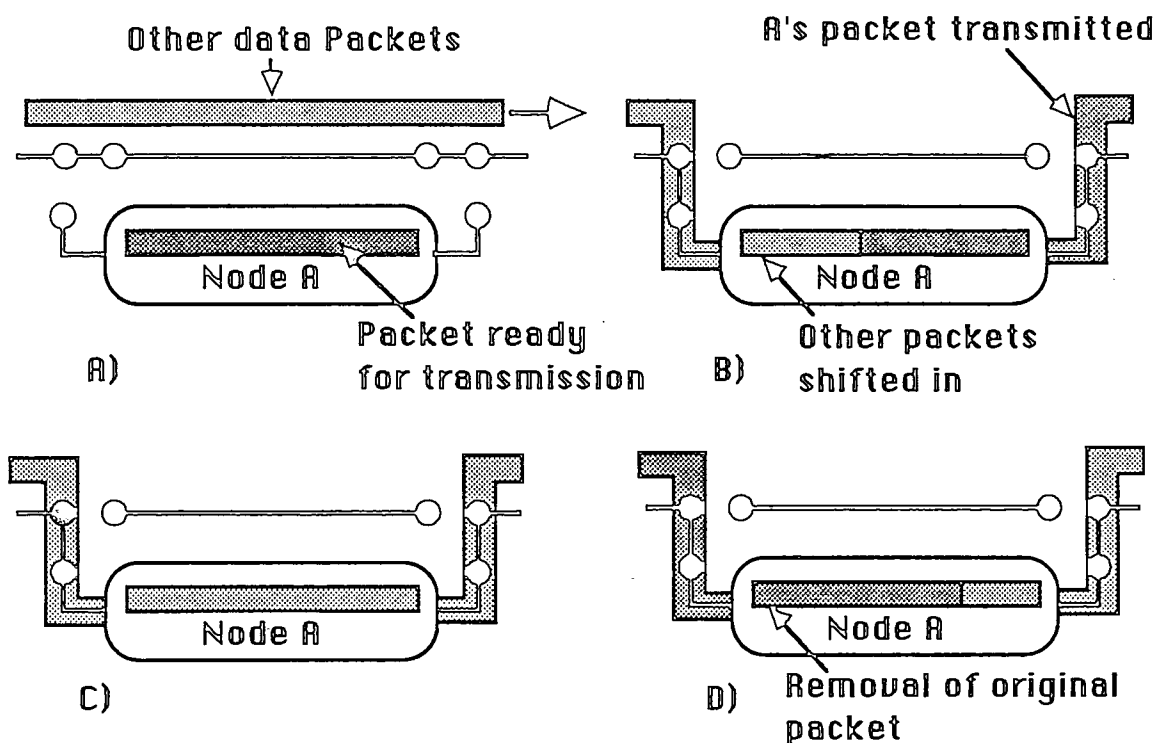 Other data Packets
A's packet transmitted
Node A
Packet ready
for transmission
A)
Node A
Other packets
shifted in
B)
Node A
C)
Node A
Removal of original
packet
D)